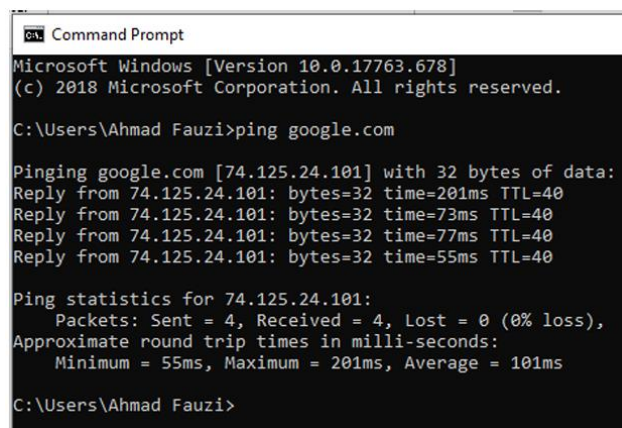 Command Prompt
Microsoft Windows [Version 10.0.17763.678]
(c) 2018 Microsoft Corporation. All rights reserved.
C:\Users\Ahmad Fauzi>ping google.com
Pinging google.com [74.125.24.101] with 32 bytes of data:
Reply from 74.125.24.101: bytes=32 time=201ms TTL=40
Reply from 74.125.24.101: bytes=32 time=73ms TTL=40
Reply from 74.125.24.101: bytes=32 time=77ms TTL=40
Reply from 74.125.24.101: bytes=32 time=55ms TTL=40
Ping statistics for 74.125.24.101:
Packets: Sent = 4, Received = 4, Lost = 0 (0% loss),
Approximate round trip times in milli-seconds:
Minimum = 55ms, Maximum = 201ms, Average = 101ms
C:\Users\Ahmad Fauzi>